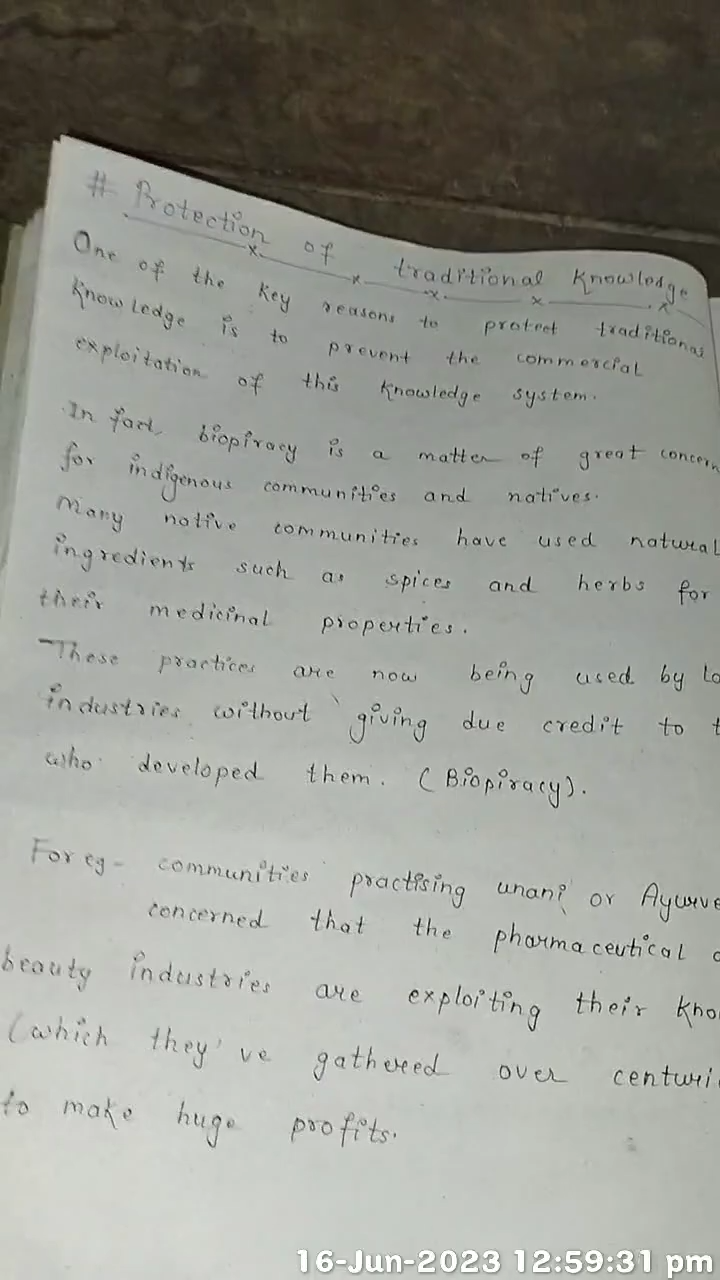 # Protection of traditional Knowledge
One of the key reasons to protect traditional
Knowledge is to prevent the commercial
exploitation of this Knowledge system.
In fact biopiracy is a matter of great concern
for indigenous communities and natives.
Many native communities have used natural
ingredients such as spices and herbs for
their medicinal properties.
These practices are now being used by
industries without giving due credit to
who developed them. (Biopiracy).
For eg - communities practising unani or
concerned that the pharmaceutical
beauty industries are exploiting their
(which they've gathered over
to make huge profits.
16-Jun-2023 12:59:31 pm